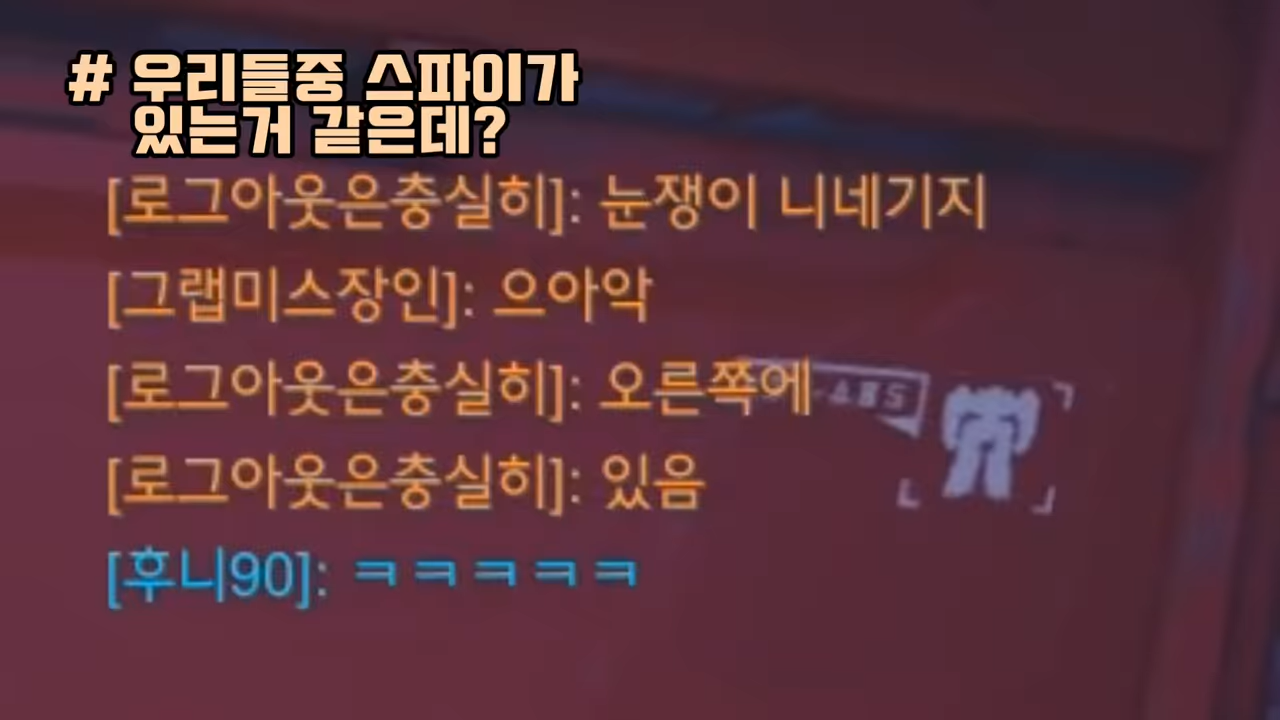 # 우리들중 스파이가
있는거 같은데?
[로그아웃은충실히]: 눈쟁이 니네기지
[그랩미스장인]: 으아악
[로그아웃은충실히]: 오른쪽에
[로그아웃은충실히]: 있음
[후니90]: ㅋㅋㅋㅋㅋ